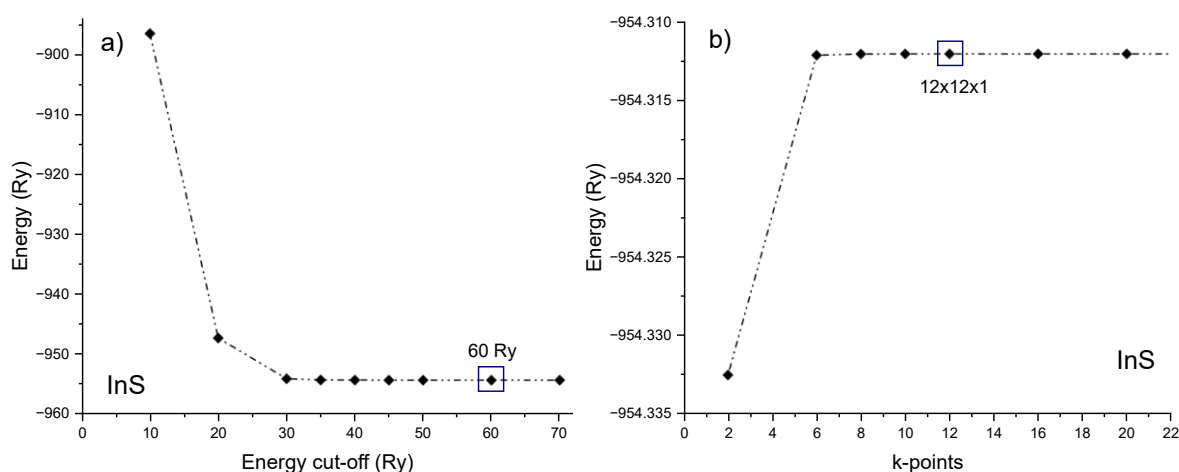 a)
Energy (Ry)
−900
−910
−920
−930
−940
−950
−960
60 Ry
InS
0 10 20 30 40 50 60 70
Energy cut-off (Ry)
b)
Energy (Ry)
−954.310
−954.315
−954.320
−954.325
−954.330
−954.335
12x12x1
InS
0 2 4 6 8 10 12 14 16 18 20 22
k-points